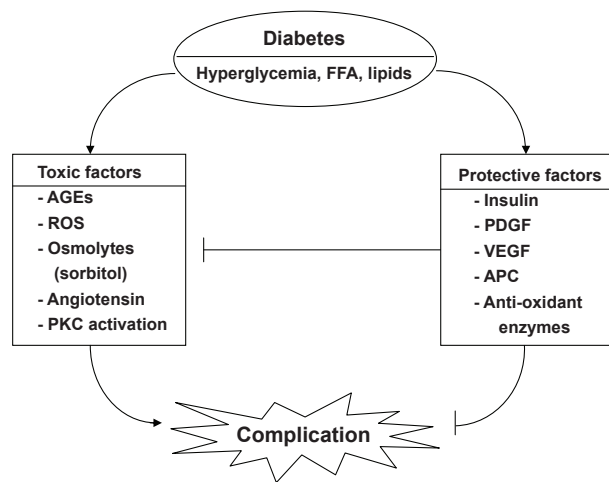 Diabetes
Hyperglycemia, FFA, lipids
Toxic factors
- AGEs
- ROS
- Osmolytes
(sorbitol)
- Angiotensin
- PKC activation
Protective factors
- Insulin
- PDGF
- VEGF
- APC
- Anti-oxidant
enzymes
Complication